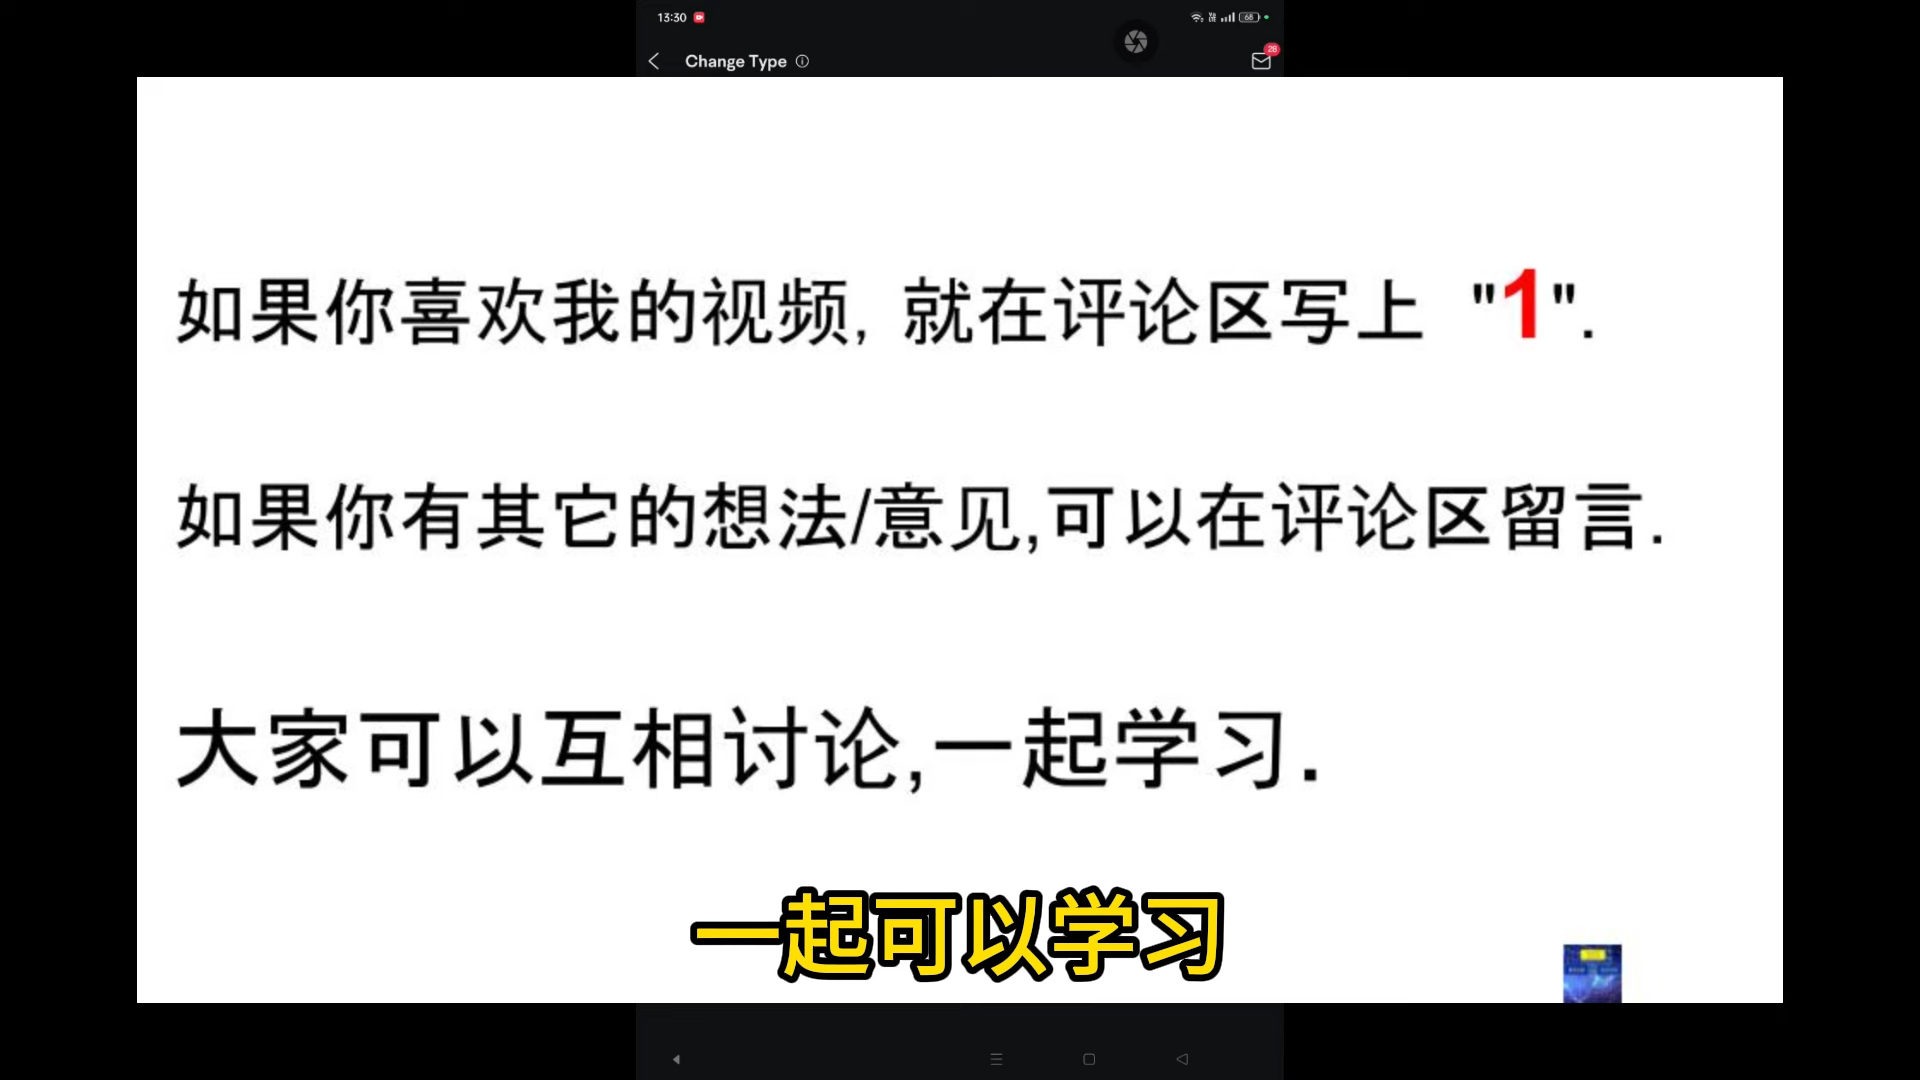 13:30
68
Change Type
28
如果你喜欢我的视频, 就在评论区写上 "1".
如果你有其它的想法/意见,可以在评论区留言.
大家可以互相讨论,一起学习.
一起可以学习